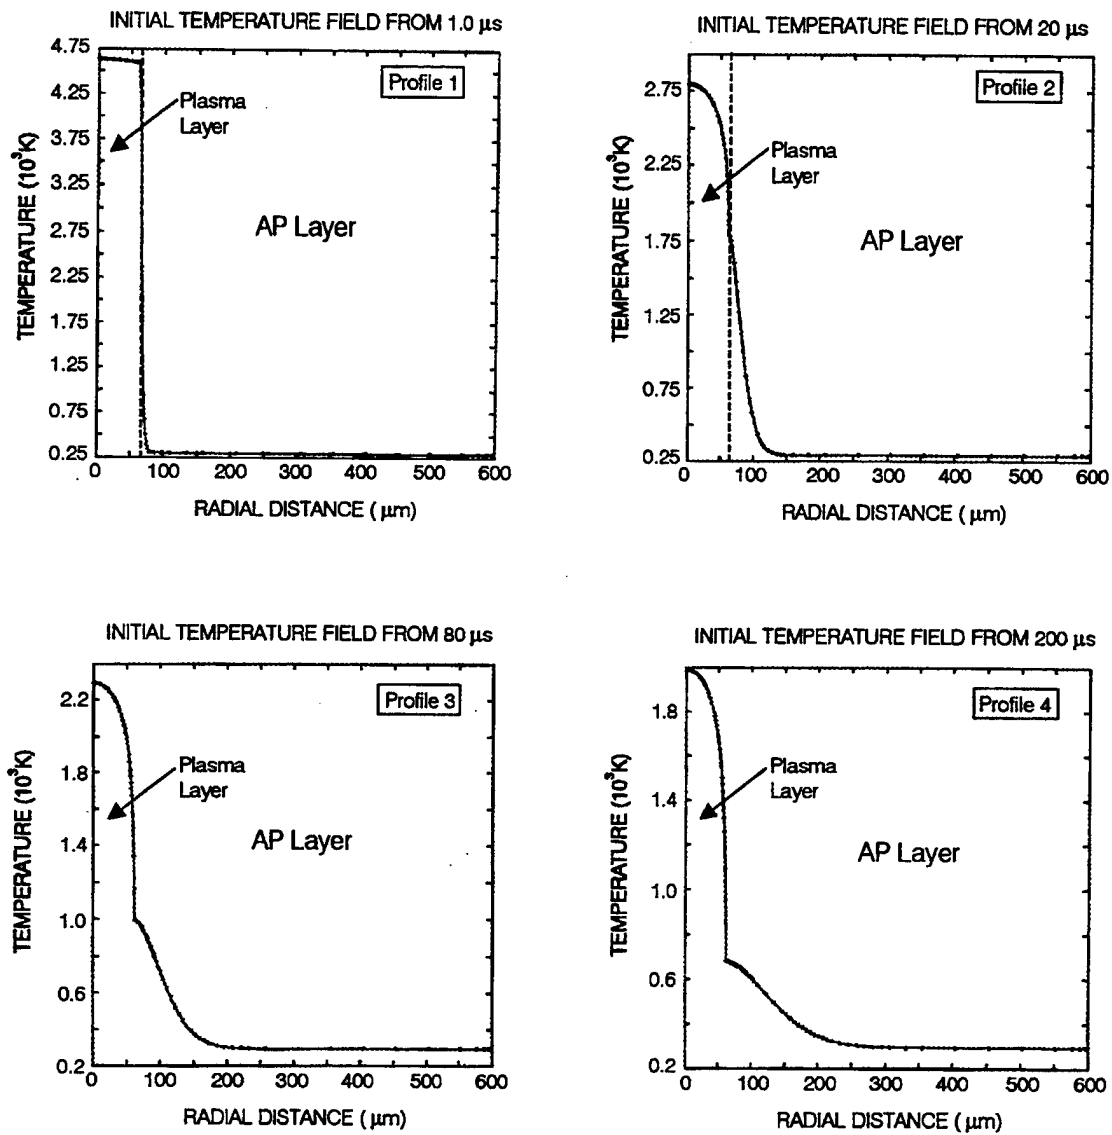 INITIAL TEMPERATURE FIELD FROM 1.0 µs
4.75
4.25
3.75
3.25
2.75
2.25
1.75
1.25
0.75
0.25
TEMPERATURE (10³K)
Profile 1
Plasma
Layer
AP Layer
0 100 200 300 400 500 600
RADIAL DISTANCE ( µm)
INITIAL TEMPERATURE FIELD FROM 20 µs
2.75
2.25
1.75
1.25
0.75
0.25
TEMPERATURE (10³K)
Profile 2
Plasma
Layer
AP Layer
0 100 200 300 400 500 600
RADIAL DISTANCE ( µm)
INITIAL TEMPERATURE FIELD FROM 80 µs
2.2
1.8
1.4
1.0
0.6
0.2
TEMPERATURE (10³K)
Profile 3
Plasma
Layer
AP Layer
0 100 200 300 400 500 600
RADIAL DISTANCE ( µm)
INITIAL TEMPERATURE FIELD FROM 200 µs
1.8
1.4
1.0
0.6
0.2
TEMPERATURE (10³K)
Profile 4
Plasma
Layer
AP Layer
0 100 200 300 400 500 600
RADIAL DISTANCE ( µm)